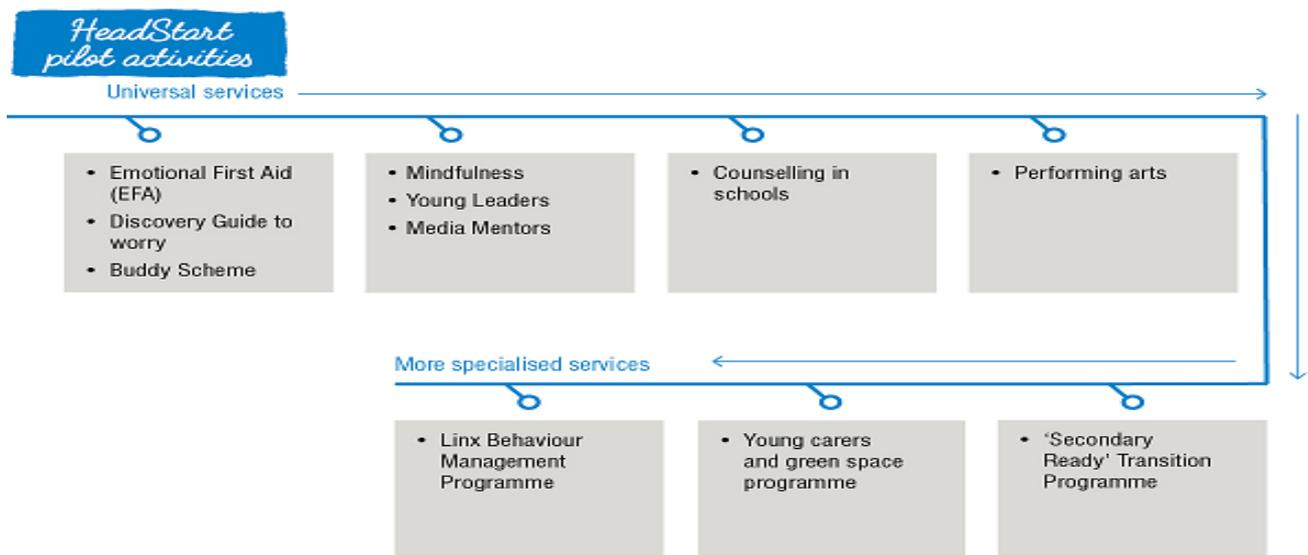 HeadStart
pilot activities
Universal services
• Emotional First Aid
(EFA)
• Discovery Guide to
worry
• Buddy Scheme
• Mindfulness
• Young Leaders
• Media Mentors
• Counselling in
schools
• Performing arts
More specialised services
• Linx Behaviour
Management
Programme
• Young carers
and green space
programme
• ‘Secondary
Ready’ Transition
Programme